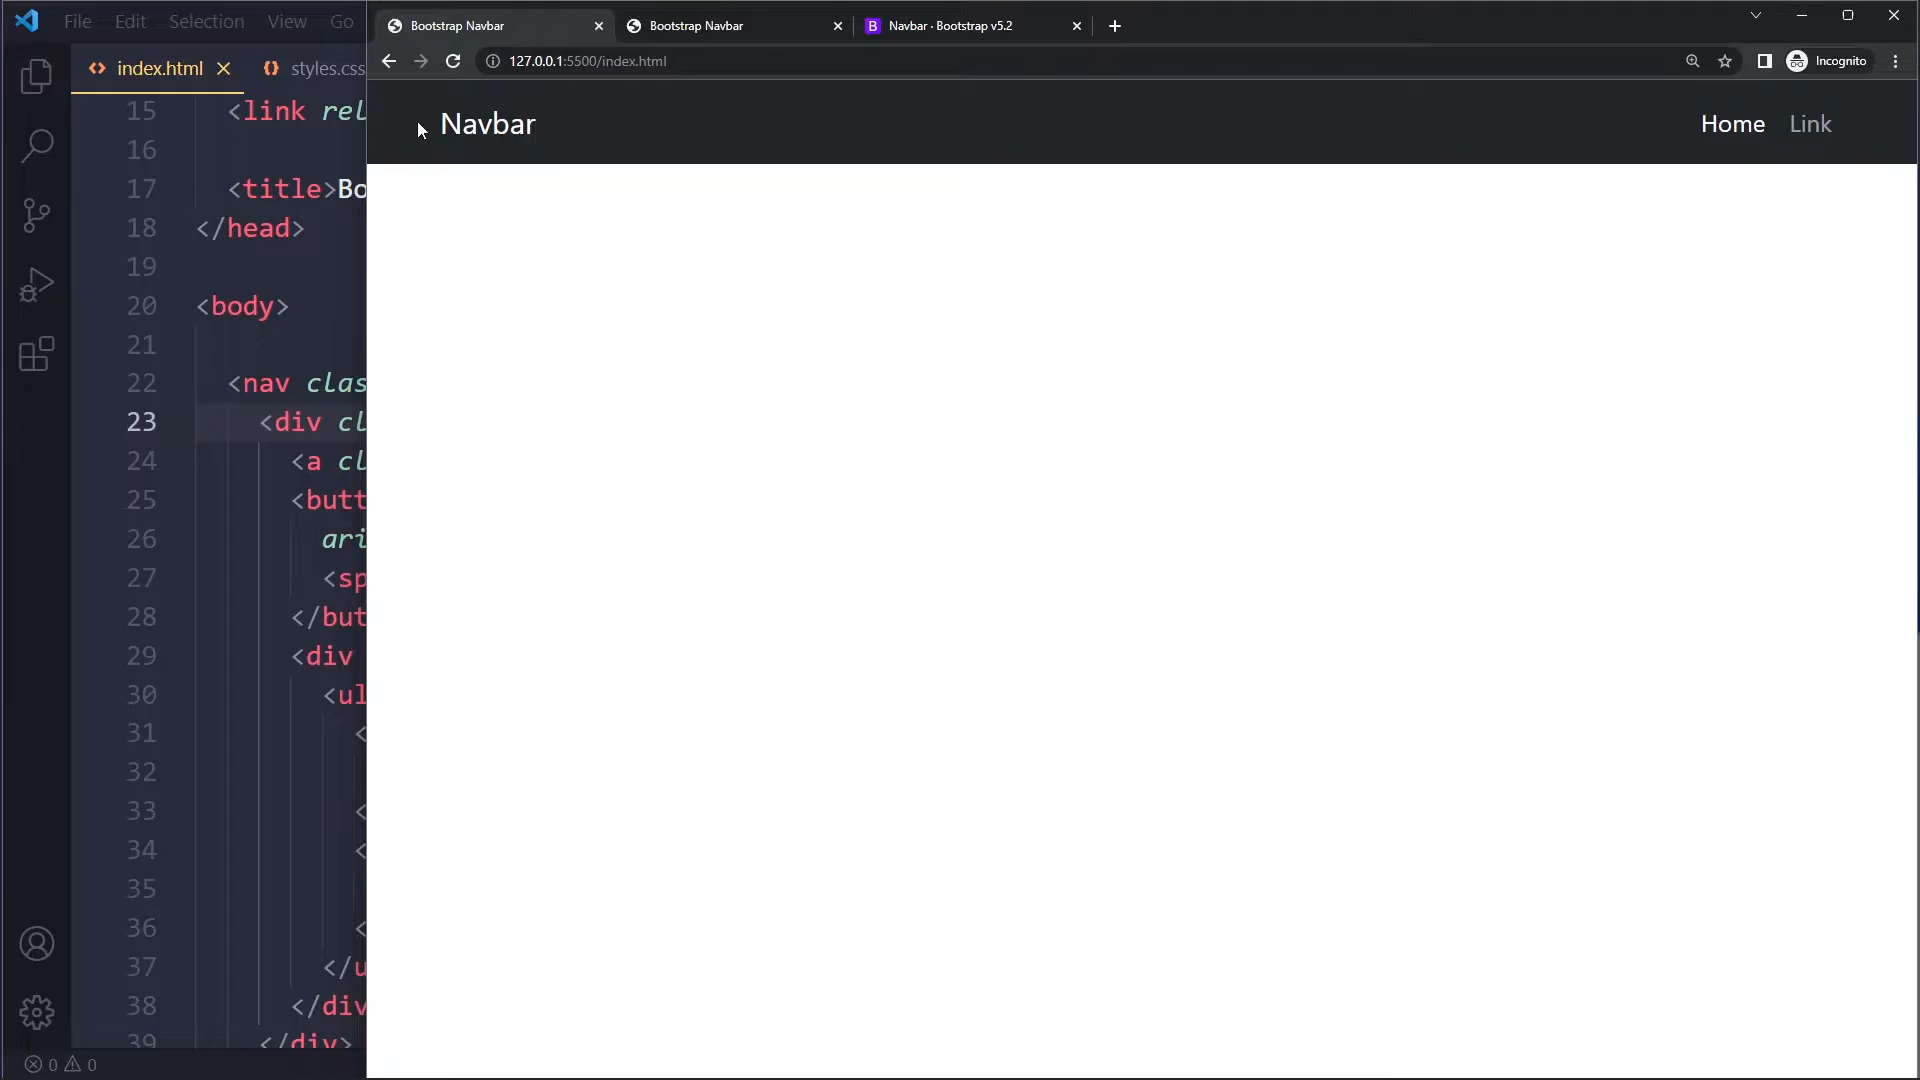 File Edit Selection View Go
index.html
styles.css
15 <link rel
16
17 <title>Bo
18 </head>
19
20 <body>
21
22 <nav clas
23 <div cl
24 <a cl
25 <butt
26 ari
27 <sp
28 </but
29 <div
30 <ul
31 <
32
33 <
34 <
35
36 <
37 </u
38 </div
39 </div>
0 0
Bootstrap Navbar
Bootstrap Navbar
B Navbar · Bootstrap v5.2
127.0.0.1:5500/index.html
Incognito
Navbar
Home Link